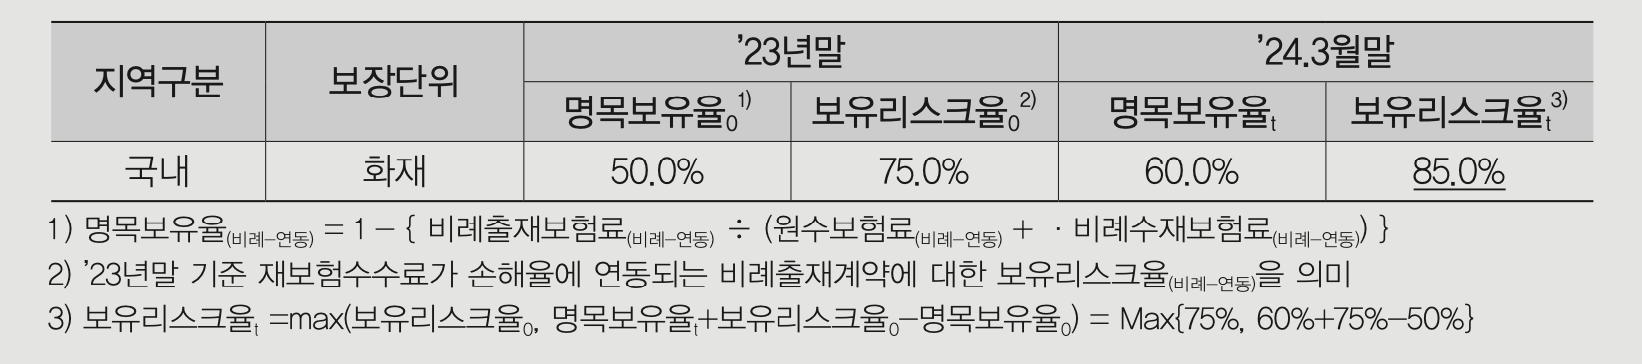 지역구분 보장단위 ’23년말 ’24.3월말
명목보유율0 1) 보유리스크율0 2) 명목보유율t 보유리스크율t 3)
국내 화재 50.0% 75.0% 60.0% 85.0%
1) 명목보유율(비례-연동) = 1 - { 비례출재보험료(비례-연동) ÷ (원수보험료(비례-연동) + · 비례수재보험료(비례-연동)) }
2) ’23년말 기준 재보험수수료가 손해율에 연동되는 비례출재계약에 대한 보유리스크율(비례-연동)을 의미
3) 보유리스크율t =max(보유리스크율0, 명목보유율t+보유리스크율0-명목보유율0) = Max{75%, 60%+75%-50%}